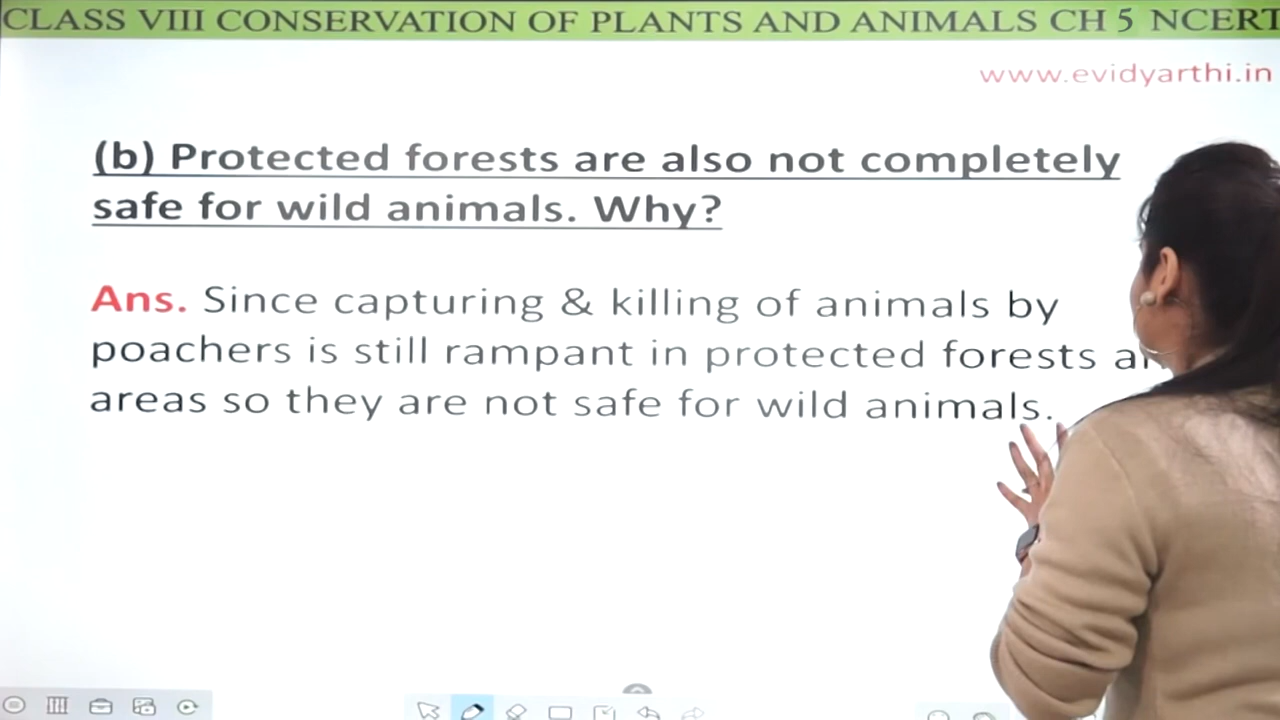 CLASS VIII CONSERVATION OF PLANTS AND ANIMALS CH 5 NCERT
www.evidyarthi.in
(b) Protected forests are also not completely
safe for wild animals. Why?
Ans. Since capturing & killing of animals by
poachers is still rampant in protected forests
areas so they are not safe for wild animals.